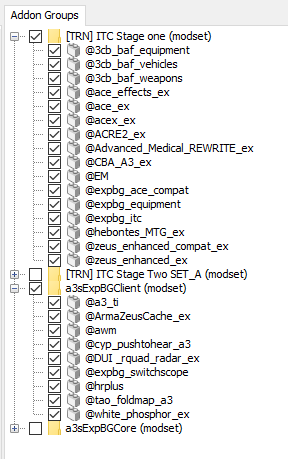 Addon Groups
[TRN] ITC Stage one (modset)
@3cb_baf_equipment
@3cb_baf_vehicles
@3cb_baf_weapons
@ace_effects_ex
@ace_ex
@acex_ex
@ACRE2_ex
@Advanced_Medical_REWRITE_ex
@CBA_A3_ex
@EM
@expbg_ace_compat
@expbg_equipment
@expbg_itc
@hebontes_MTG_ex
@zeus_enhanced_compat_ex
@zeus_enhanced_ex
[TRN] ITC Stage Two SET_A (modset)
a3sExpBGClient (modset)
@a3_ti
@ArmaZeusCache_ex
@awm
@cyp_pushtohear_a3
@DUI_rquad_radar_ex
@expbg_switchscope
@hrplus
@tao_foldmap_a3
@white_phosphor_ex
a3sExpBGCore (modset)